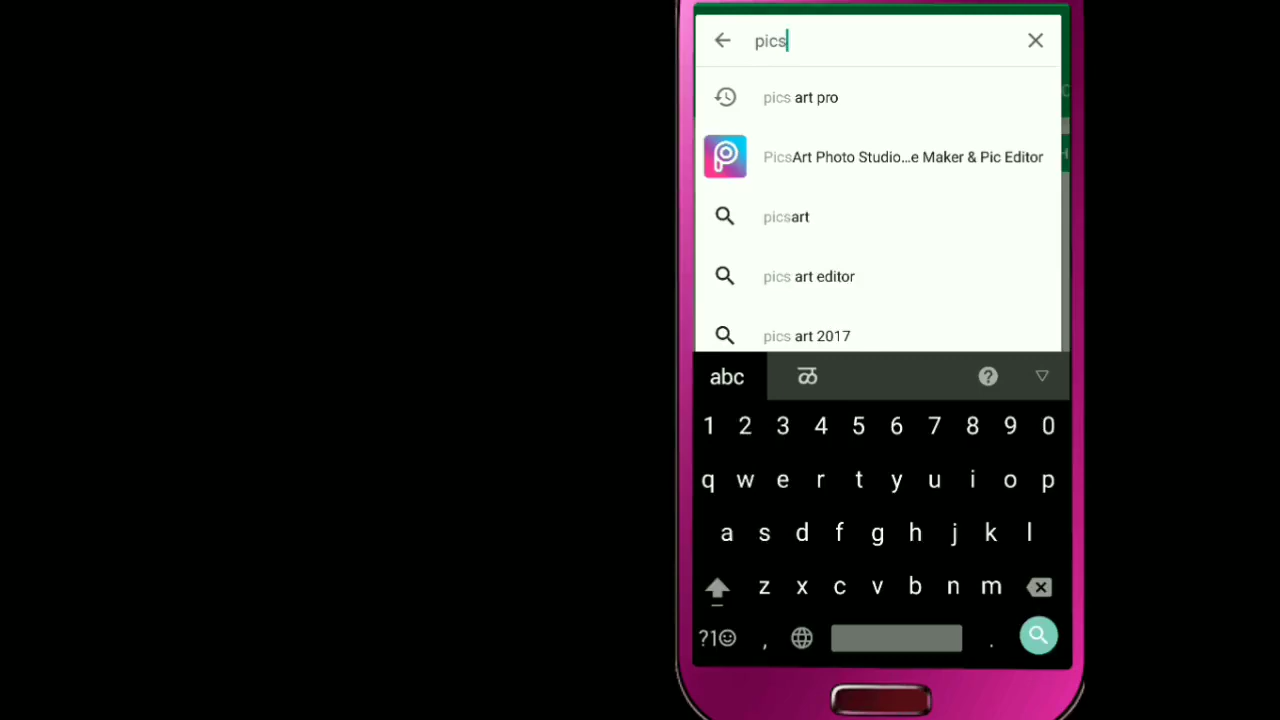 pics
pics art pro
PicsArt Photo Studio...e Maker & Pic Editor
picsart
pics art editor
pics art 2017
abc ळ ?
1 2 3 4 5 6 7 8 9 0
q w e r t y u i o p
a s d f g h j k l
z x c v b n m
?1☺ , .